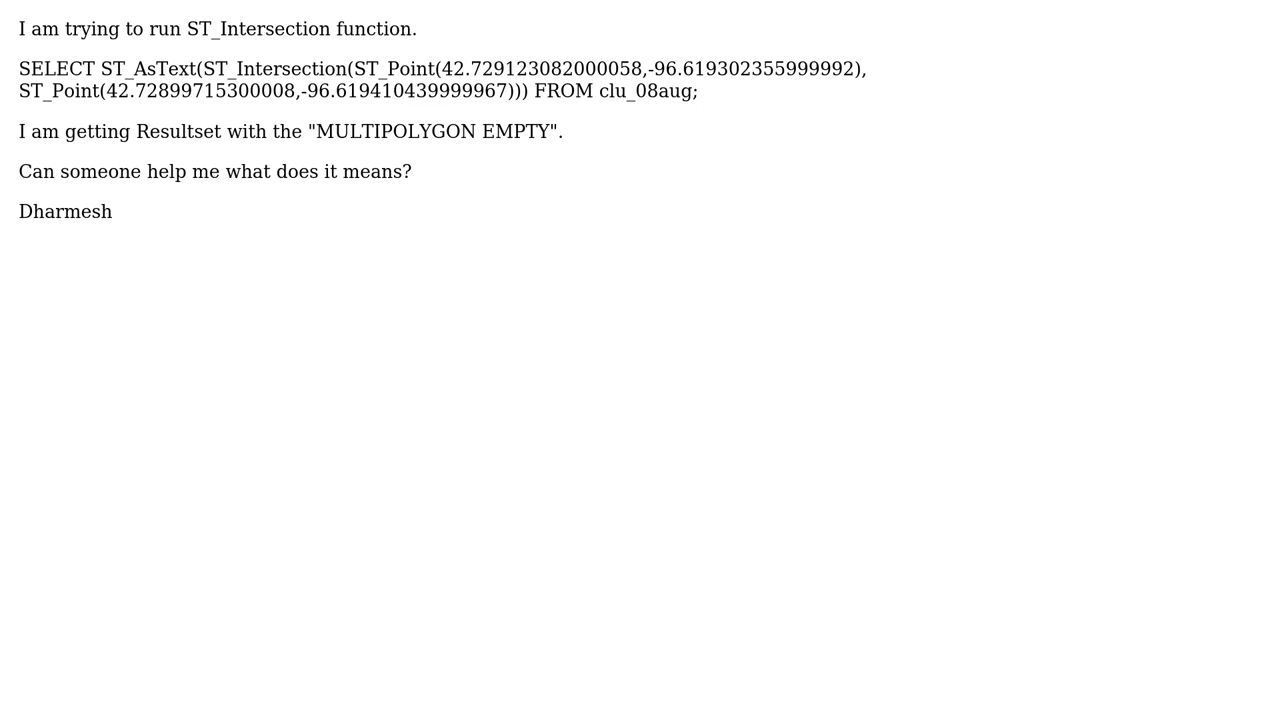 I am trying to run ST_Intersection function.
SELECT ST_AsText(ST_Intersection(ST_Point(42.729123082000058,-96.619302355999992),
ST_Point(42.72899715300008,-96.619410439999967))) FROM clu_08aug;
I am getting Resultset with the "MULTIPOLYGON EMPTY".
Can someone help me what does it means?
Dharmesh